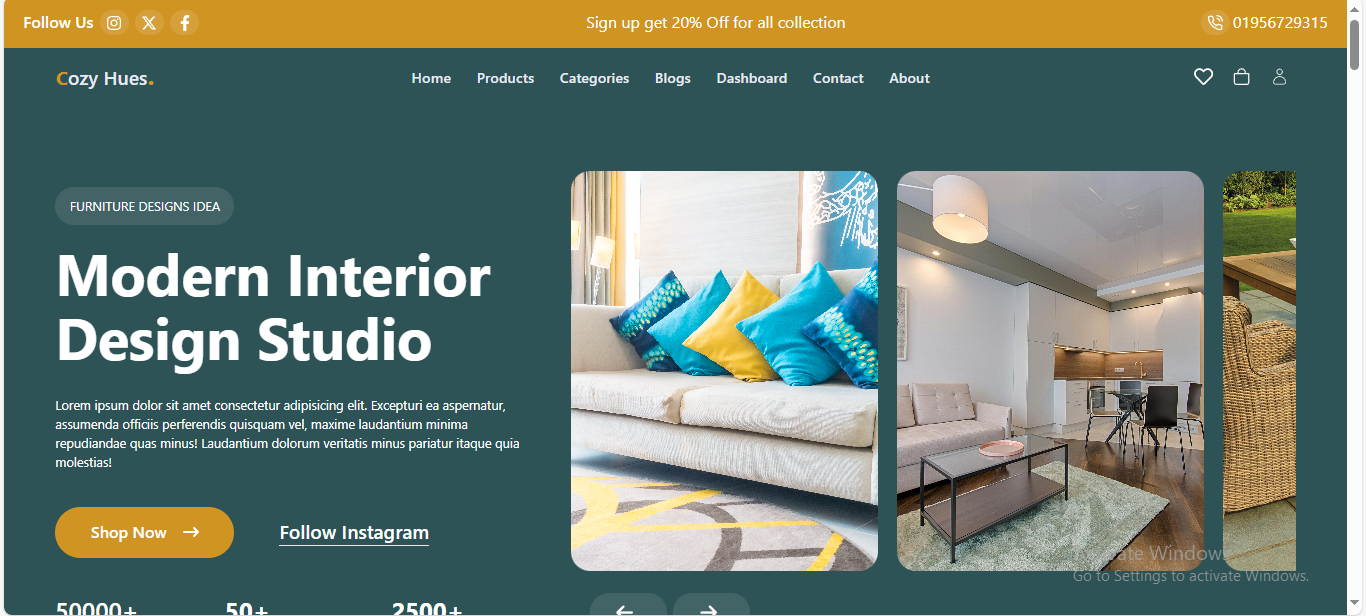 Follow Us
Sign up get 20% Off for all collection
01956729315
Cozy Hues.
Home Products Categories Blogs Dashboard Contact About
FURNITURE DESIGNS IDEA
Modern Interior
Design Studio
Lorem ipsum dolor sit amet consectetur adipisicing elit. Excepturi ea aspernatur,
assumenda officiis perferendis quisquam vel, maxime laudantium minima
repudiandae quas minus! Laudantium dolorum veritatis minus pariatur itaque quia
molestias!
Shop Now
Follow Instagram
Activate Windows
Go to Settings to activate Windows.
50000+ 50+ 2500+